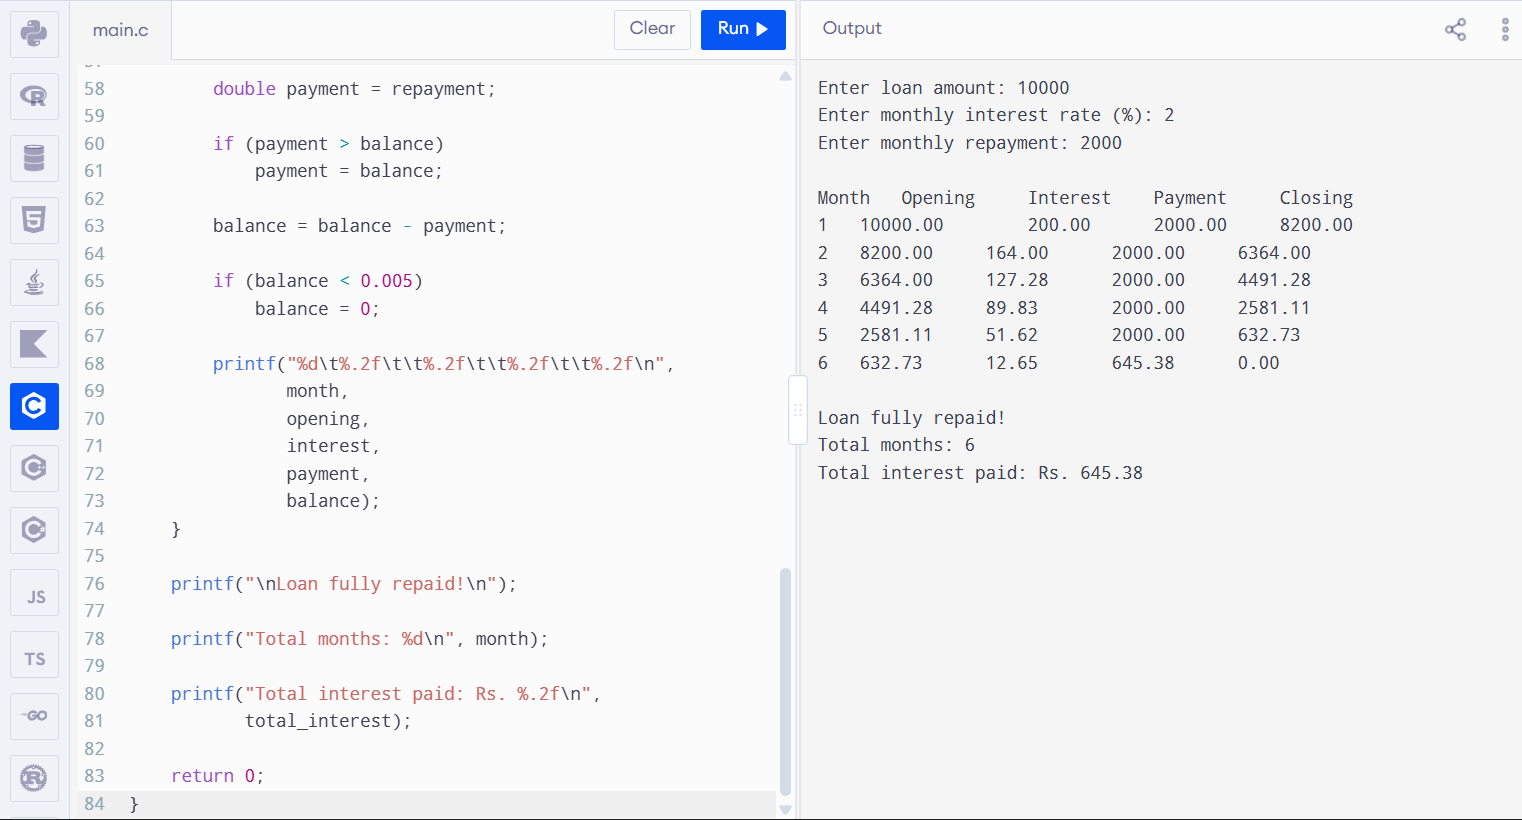 main.c
Clear
Run
Output
58 double payment = repayment;
59
60 if (payment > balance)
61 payment = balance;
62
63 balance = balance - payment;
64
65 if (balance < 0.005)
66 balance = 0;
67
68 printf("%d\t%.2f\t\t%.2f\t\t%.2f\t\t%.2f\n",
69 month,
70 opening,
71 interest,
72 payment,
73 balance);
74 }
75
76 printf("\nLoan fully repaid!\n");
77
78 printf("Total months: %d\n", month);
79
80 printf("Total interest paid: Rs. %.2f\n",
81 total_interest);
82
83 return 0;
84 }
Enter loan amount: 10000
Enter monthly interest rate (%): 2
Enter monthly repayment: 2000
Month Opening Interest Payment Closing
1 10000.00 200.00 2000.00 8200.00
2 8200.00 164.00 2000.00 6364.00
3 6364.00 127.28 2000.00 4491.28
4 4491.28 89.83 2000.00 2581.11
5 2581.11 51.62 2000.00 632.73
6 632.73 12.65 645.38 0.00
Loan fully repaid!
Total months: 6
Total interest paid: Rs. 645.38
R
5
C
C
C
JS
TS
GO
R